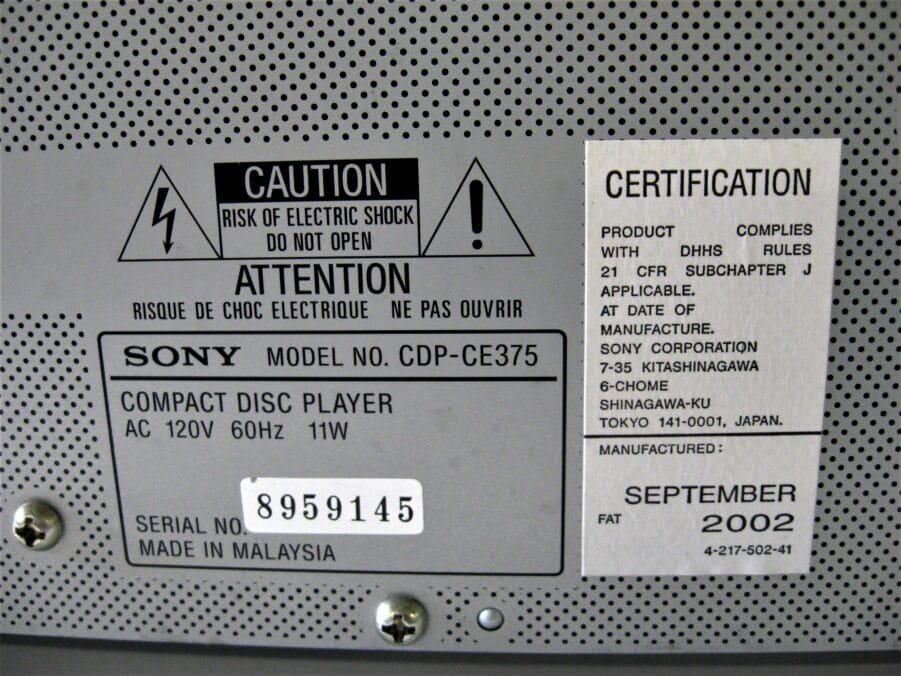 CAUTION
RISK OF ELECTRIC SHOCK
DO NOT OPEN
ATTENTION
RISQUE DE CHOC ELECTRIQUE NE PAS OUVRIR
SONY MODEL NO. CDP-CE375
COMPACT DISC PLAYER
AC 120V 60Hz 11W
8959145
SERIAL NO.
MADE IN MALAYSIA
CERTIFICATION
PRODUCT COMPLIES
WITH DHHS RULES
21 CFR SUBCHAPTER J
APPLICABLE.
AT DATE OF
MANUFACTURE.
SONY CORPORATION
7-35 KITASHINAGAWA
6-CHOME
SHINAGAWA-KU
TOKYO 141-0001, JAPAN.
MANUFACTURED:
SEPTEMBER
FAT 2002
4-217-502-41